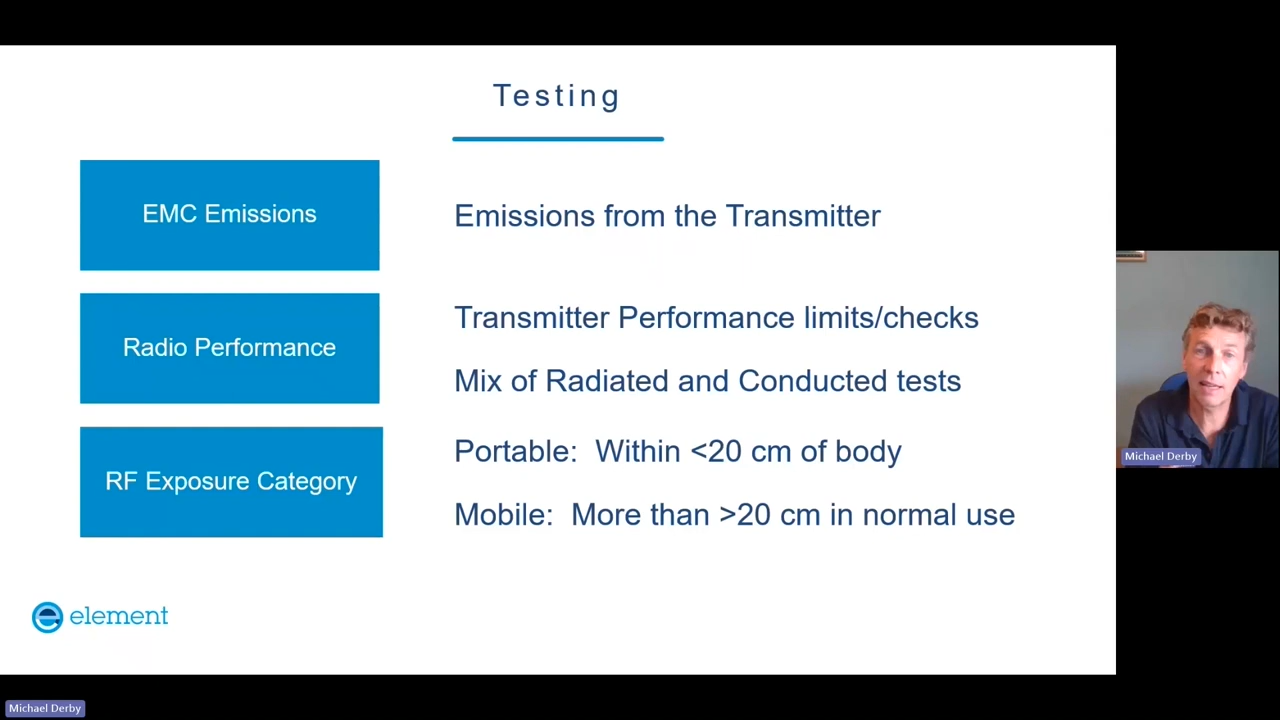 Testing
EMC Emissions
Emissions from the Transmitter
Radio Performance
Transmitter Performance limits/checks
Mix of Radiated and Conducted tests
RF Exposure Category
Portable: Within <20 cm of body
Mobile: More than >20 cm in normal use
element
Michael Derby
Michael Derby